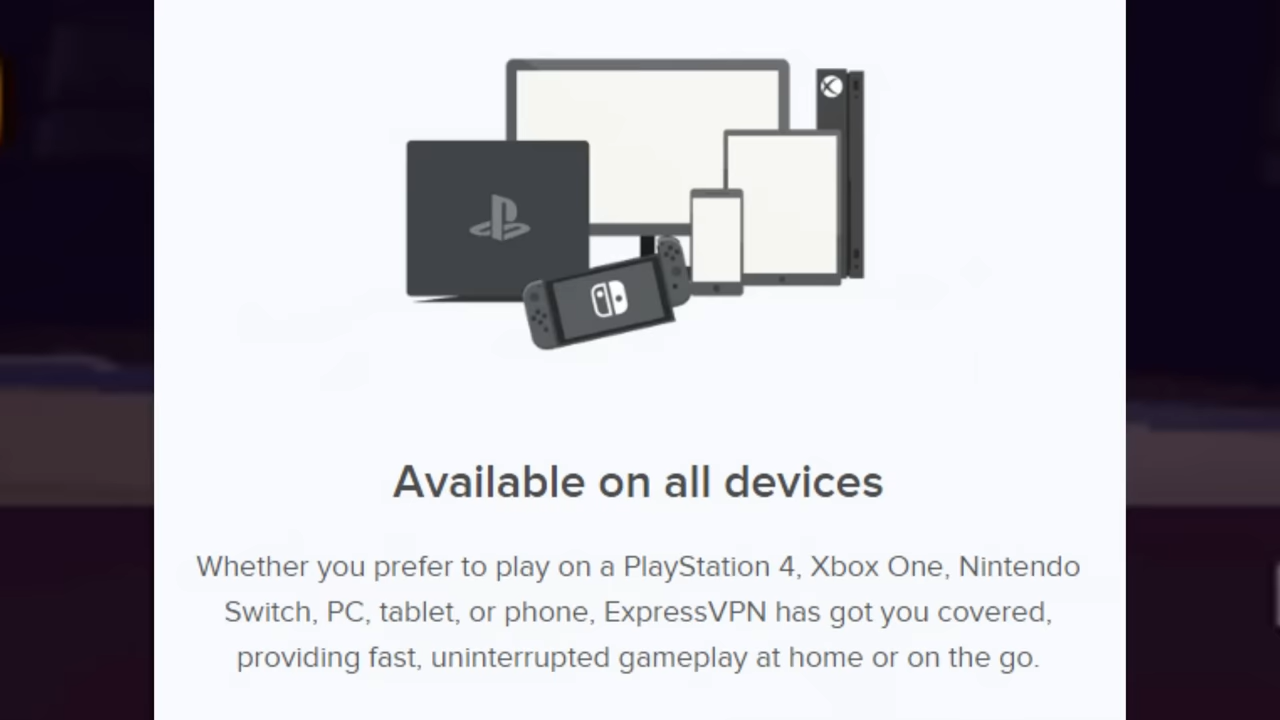 Available on all devices
Whether you prefer to play on a PlayStation 4, Xbox One, Nintendo
Switch, PC, tablet, or phone, ExpressVPN has got you covered,
providing fast, uninterrupted gameplay at home or on the go.